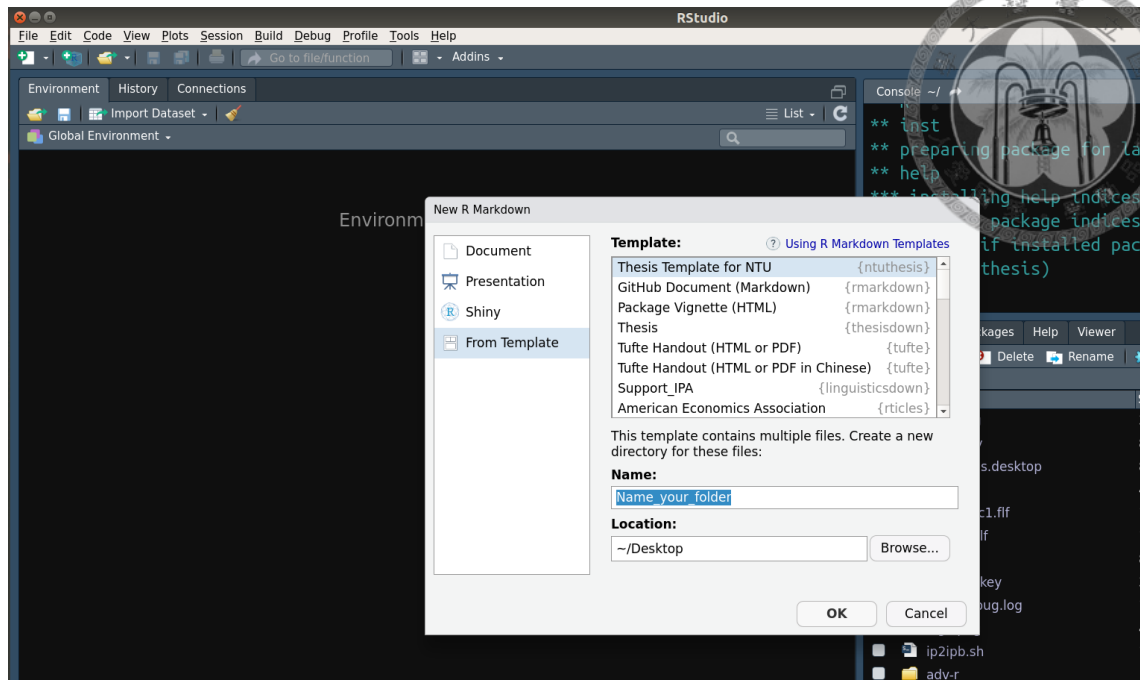 RStudio
File Edit Code View Plots Session Build Debug Profile Tools Help
Go to file/function Addins
Environment History Connections
Import Dataset List
Global Environment
Environm
Console ~/
** inst
** preparing package for la
** help
*** installing help indices
package indices
if installed pac
thesis)
New R Markdown
Document
Presentation
Shiny
From Template
Template: Using R Markdown Templates
Thesis Template for NTU {ntuthesis}
GitHub Document (Markdown) {rmarkdown}
Package Vignette (HTML) {rmarkdown}
Thesis {thesisdown}
Tufte Handout (HTML or PDF) {tufte}
Tufte Handout (HTML or PDF in Chinese) {tufte}
Support_IPA {linguisticsdown}
American Economics Association {rticles}
This template contains multiple files. Create a new
directory for these files:
Name:
Name_your_folder
Location:
~/Desktop
Browse...
OK Cancel
kages Help Viewer
Delete Rename
s.desktop
c1.flf
lf
key
bug.log
ip2ipb.sh
adv-r